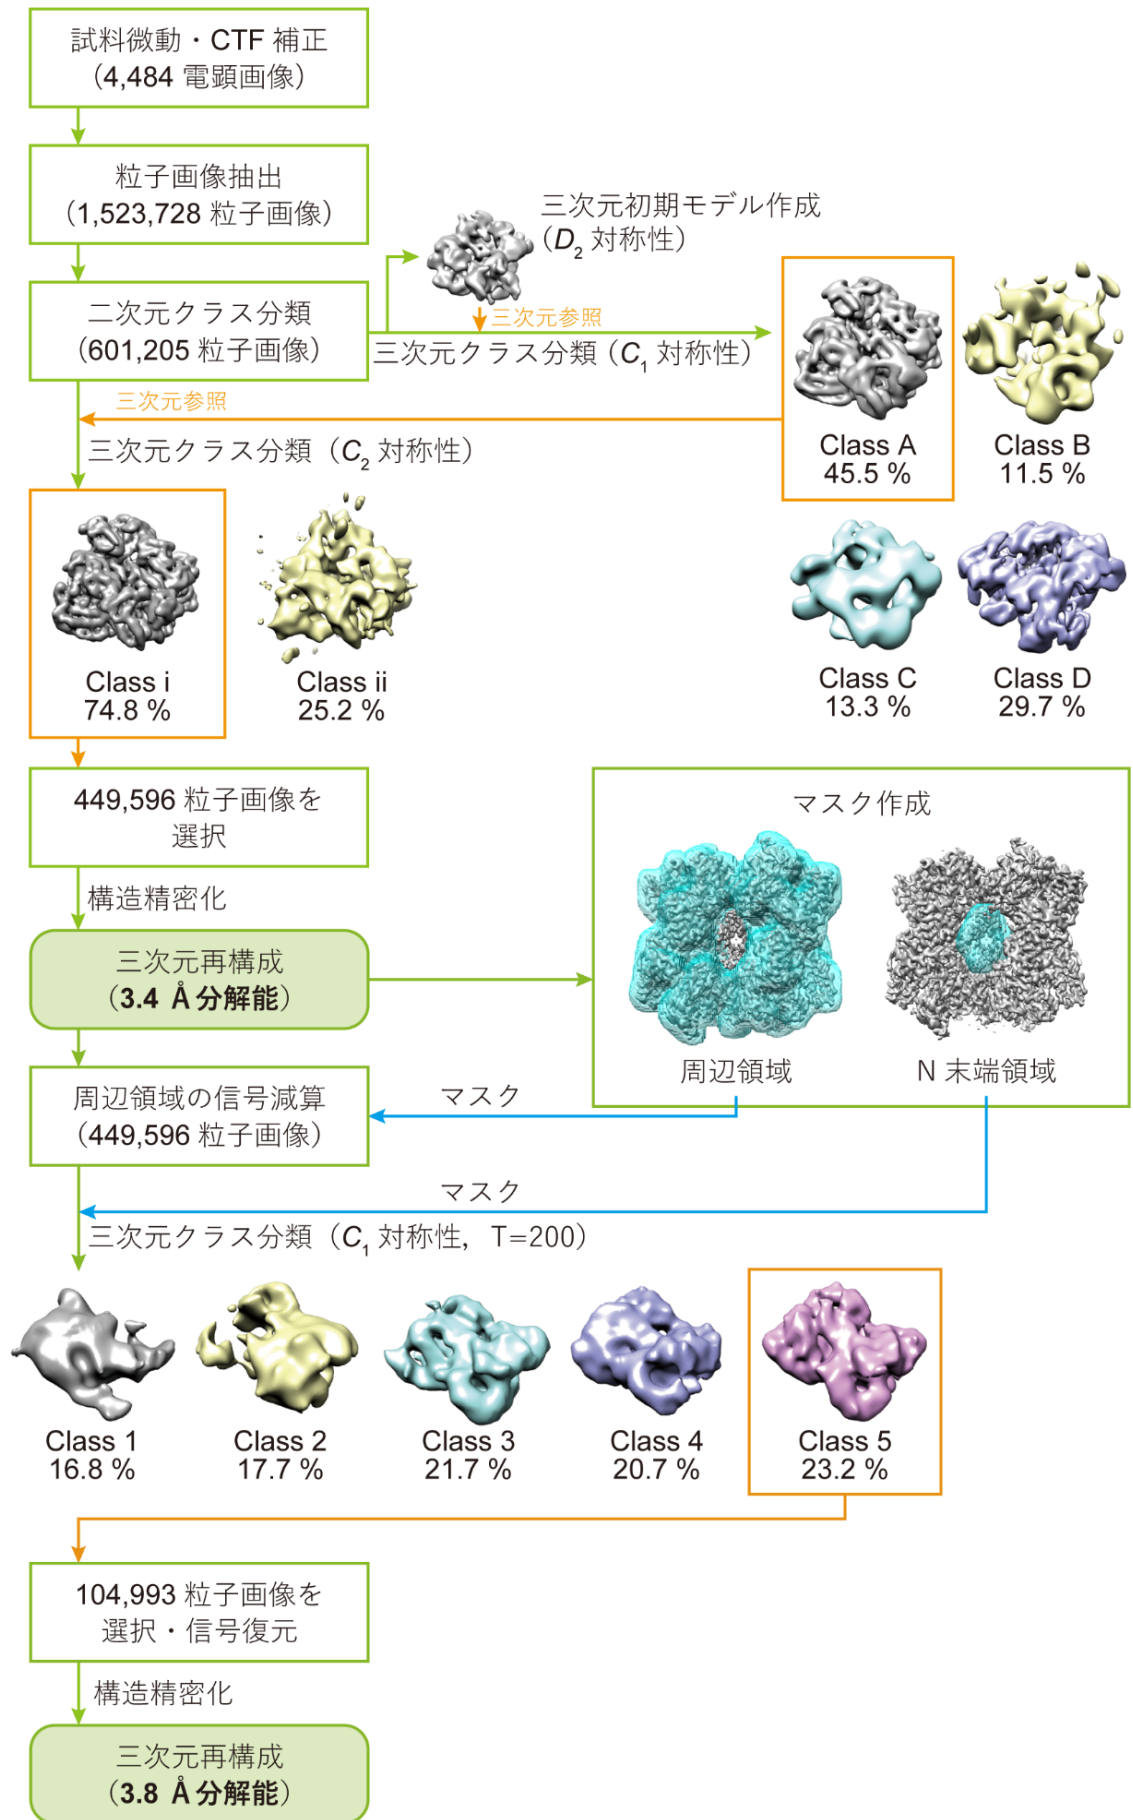 試料微動・CTF 補正
（4,484 電顕画像）
粒子画像抽出
（1,523,728 粒子画像）
三次元初期モデル作成
（D2 対称性）
二次元クラス分類
（601,205 粒子画像）
三次元参照
三次元クラス分類（C1 対称性）
三次元参照
三次元クラス分類（C2 対称性）
Class A
45.5 %
Class B
11.5 %
Class i
74.8 %
Class ii
25.2 %
Class C
13.3 %
Class D
29.7 %
449,596 粒子画像を
選択
構造精密化
三次元再構成
（3.4 Å 分解能）
マスク作成
周辺領域
N 末端領域
周辺領域の信号減算
（449,596 粒子画像）
マスク
マスク
三次元クラス分類（C1 対称性，T=200）
Class 1
16.8 %
Class 2
17.7 %
Class 3
21.7 %
Class 4
20.7 %
Class 5
23.2 %
104,993 粒子画像を
選択・信号復元
構造精密化
三次元再構成
（3.8 Å 分解能）